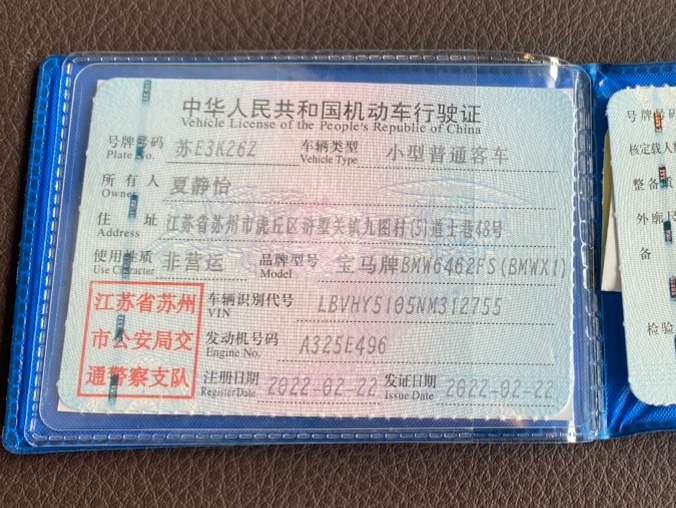 中华人民共和国机动车行驶证
Vehicle License of the People's Republic of China
号牌号码 苏E3K26Z 车辆类型 小型普通客车
Plate No. Vehicle Type
所有人 夏静怡
Owner
住 址 江苏省苏州市虎丘区浒墅关镇九图村(S)道士巷48号
Address
使用性质 非营运 品牌型号 宝马牌BMW6462FS(BMWX1)
Use Character Model
江苏省苏州
市公安局交
通警察支队
车辆识别代号 LBVHY5105NM312755
VIN
发动机号码 A325E496
Engine No.
注册日期 2022-02-22 发证日期 2022-02-22
Register Date Issue Date
号牌号
核定载人
整备质
外廓尺
备
检验